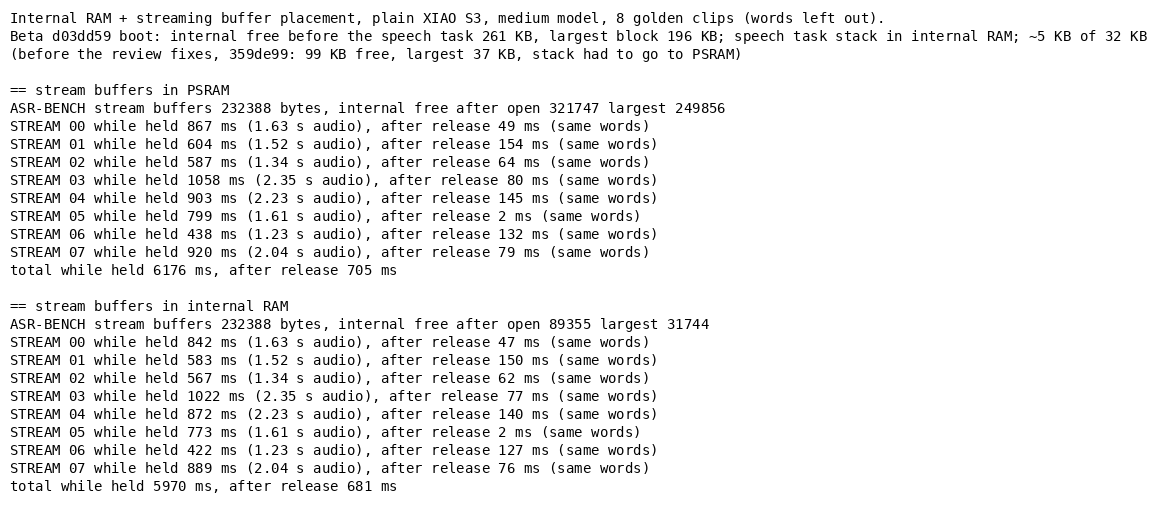 Internal RAM + streaming buffer placement, plain XIAO S3, medium model, 8 golden clips (words left out).
Beta d03dd59 boot: internal free before the speech task 261 KB, largest block 196 KB; speech task stack in internal RAM; ~5 KB of 32 KB
(before the review fixes, 359de99: 99 KB free, largest 37 KB, stack had to go to PSRAM)

== stream buffers in PSRAM
ASR-BENCH stream buffers 232388 bytes, internal free after open 321747 largest 249856
STREAM 00 while held 867 ms (1.63 s audio), after release 49 ms (same words)
STREAM 01 while held 604 ms (1.52 s audio), after release 154 ms (same words)
STREAM 02 while held 587 ms (1.34 s audio), after release 64 ms (same words)
STREAM 03 while held 1058 ms (2.35 s audio), after release 80 ms (same words)
STREAM 04 while held 903 ms (2.23 s audio), after release 145 ms (same words)
STREAM 05 while held 799 ms (1.61 s audio), after release 2 ms (same words)
STREAM 06 while held 438 ms (1.23 s audio), after release 132 ms (same words)
STREAM 07 while held 920 ms (2.04 s audio), after release 79 ms (same words)
total while held 6176 ms, after release 705 ms

== stream buffers in internal RAM
ASR-BENCH stream buffers 232388 bytes, internal free after open 89355 largest 31744
STREAM 00 while held 842 ms (1.63 s audio), after release 47 ms (same words)
STREAM 01 while held 583 ms (1.52 s audio), after release 150 ms (same words)
STREAM 02 while held 567 ms (1.34 s audio), after release 62 ms (same words)
STREAM 03 while held 1022 ms (2.35 s audio), after release 77 ms (same words)
STREAM 04 while held 872 ms (2.23 s audio), after release 140 ms (same words)
STREAM 05 while held 773 ms (1.61 s audio), after release 2 ms (same words)
STREAM 06 while held 422 ms (1.23 s audio), after release 127 ms (same words)
STREAM 07 while held 889 ms (2.04 s audio), after release 76 ms (same words)
total while held 5970 ms, after release 681 ms